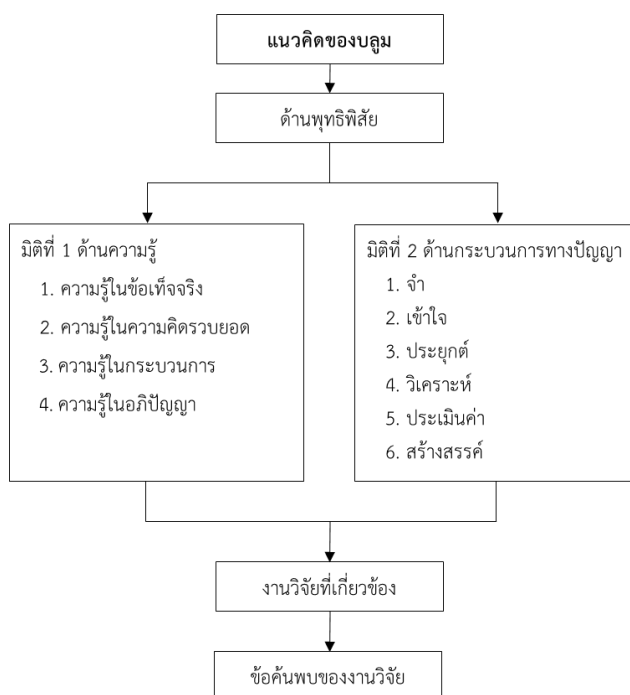 แนวคิดของบลูม
ด้านพุทธิพิสัย
มิติที่ 1 ด้านความรู้
1. ความรู้ในข้อเท็จจริง
2. ความรู้ในความคิดรวบยอด
3. ความรู้ในกระบวนการ
4. ความรู้ในอภิปัญญา
มิติที่ 2 ด้านกระบวนการทางปัญญา
1. จำ
2. เข้าใจ
3. ประยุกต์
4. วิเคราะห์
5. ประเมินค่า
6. สร้างสรรค์
งานวิจัยที่เกี่ยวข้อง
ข้อค้นพบของงานวิจัย